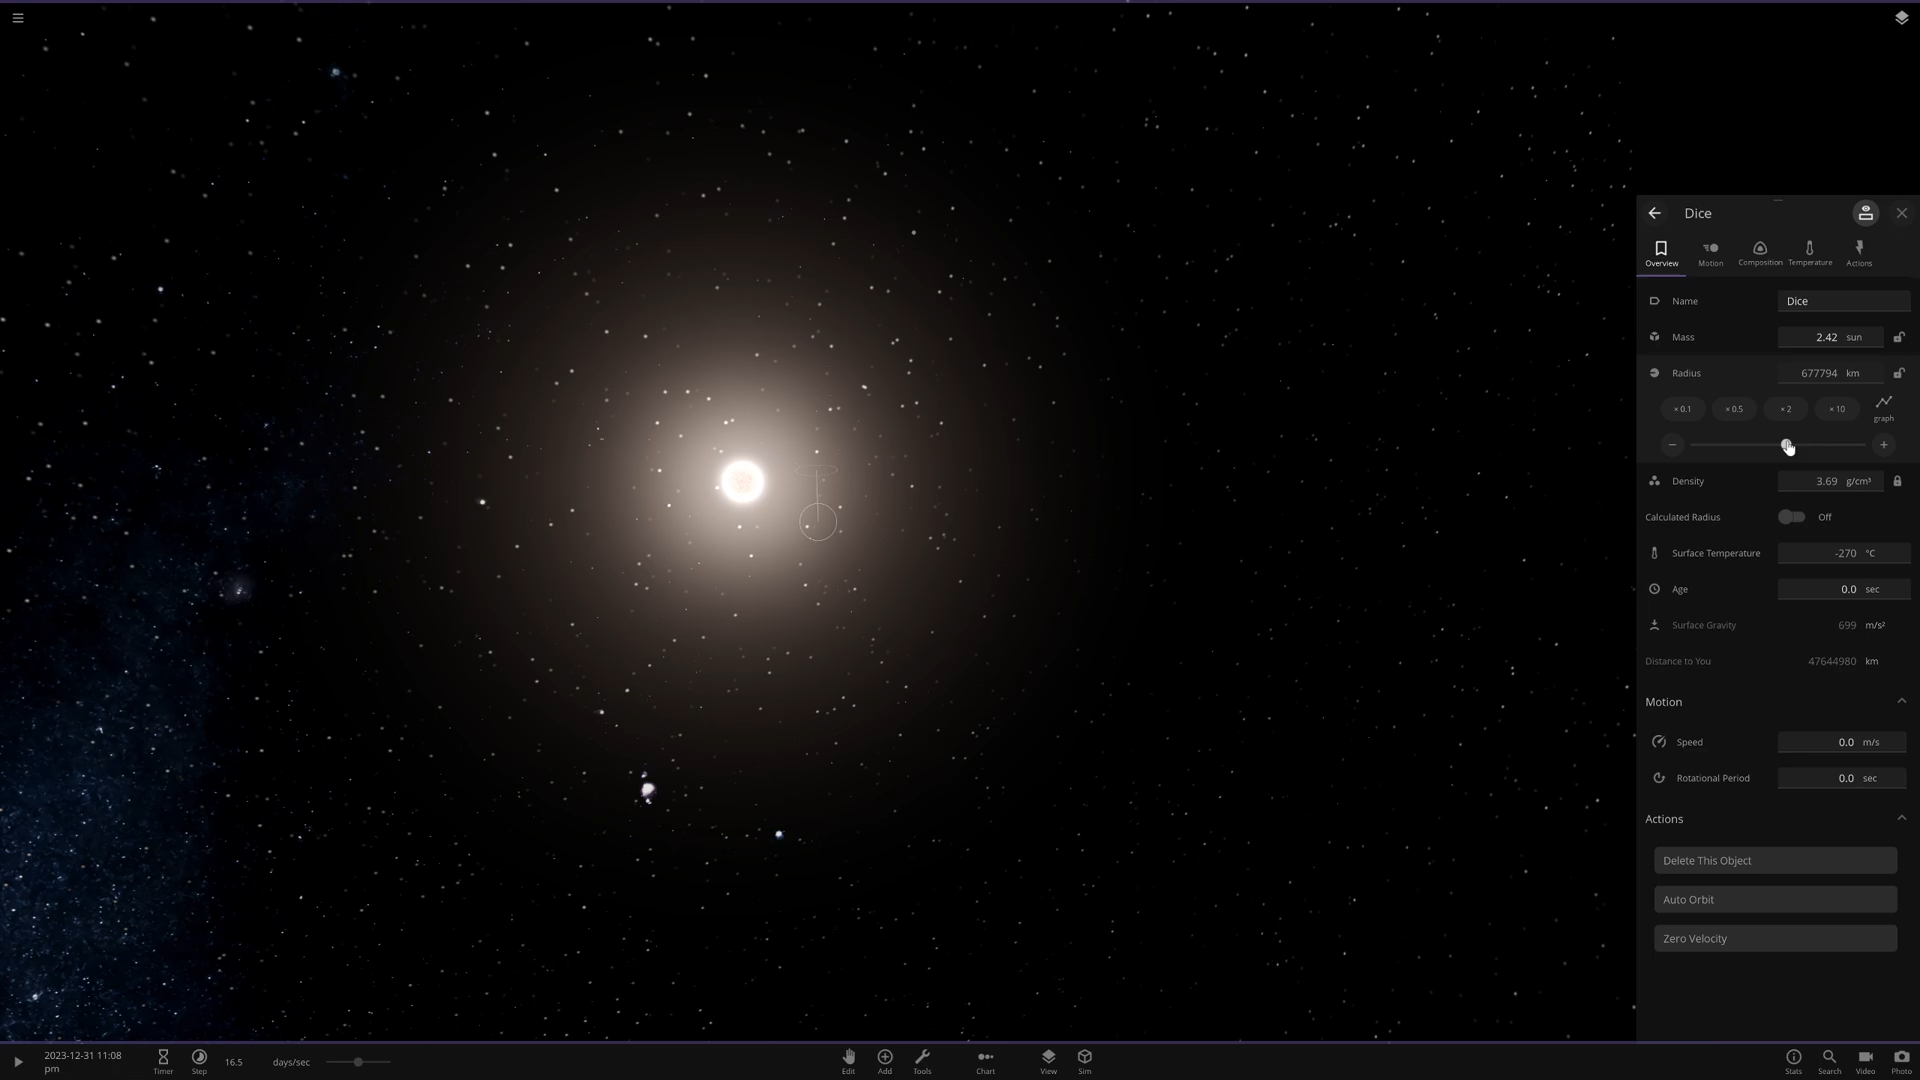 Dice
Overview Motion Composition Temperature Actions
Name Dice
Mass 2.42 sun
Radius 677794 km
× 0.1 × 0.5 × 2 × 10 graph
Density 3.69 g/cm³
Calculated Radius Off
Surface Temperature -270 °C
Age 0.0 sec
Surface Gravity 699 m/s²
Distance to You 47644980 km
Motion
Speed 0.0 m/s
Rotational Period 0.0 sec
Actions
Delete This Object
Auto Orbit
Zero Velocity
2023-12-31 11:08
pm
Timer Step 16.5 days/sec Edit Add Tools Chart View Sim Stats Search Video Photo